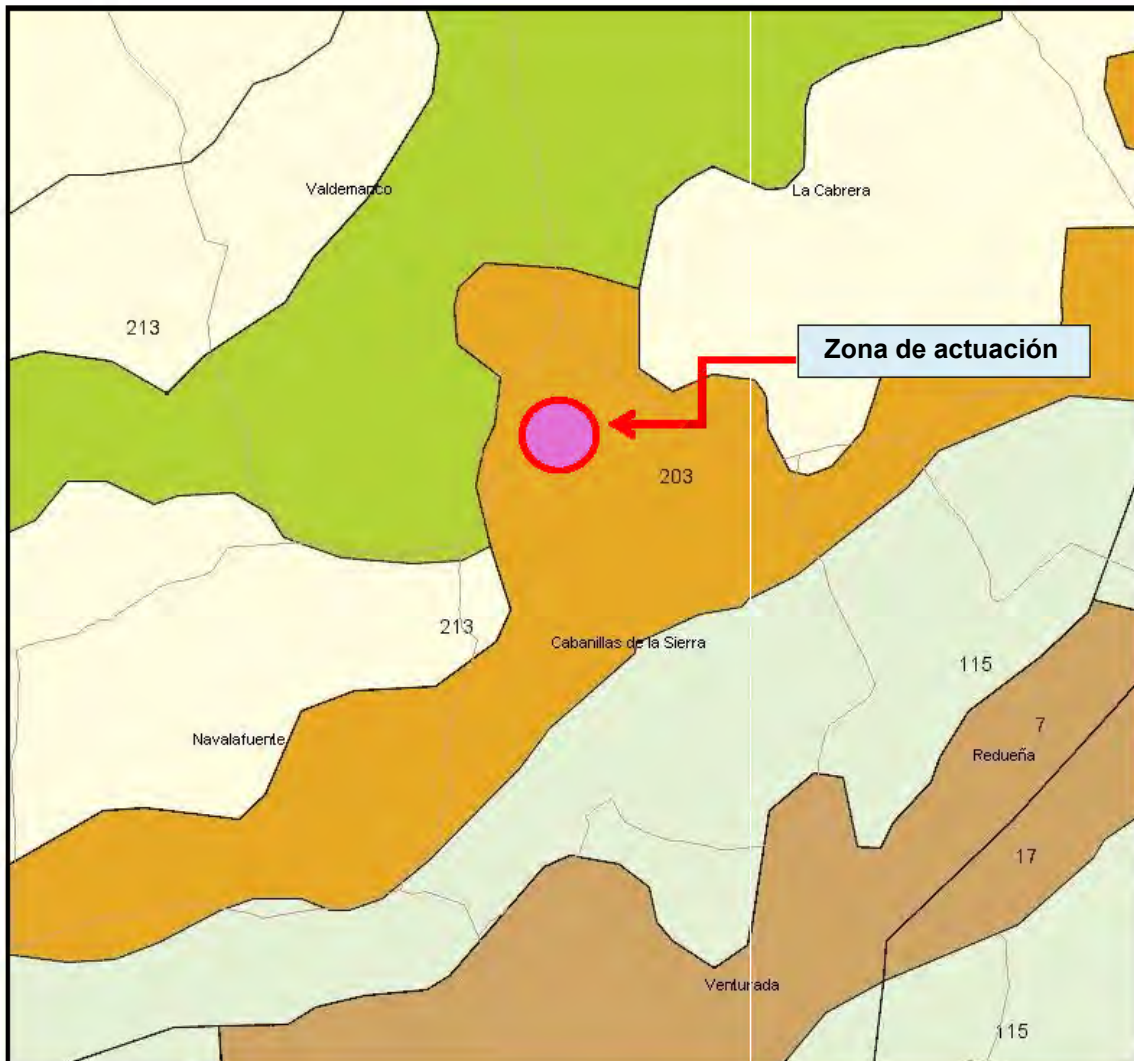 Valdemanco
La Cabrera
213
Zona de actuación
203
213
Cabanillas de la Sierra
115
7
Navalafuente
Redueña
17
Venturada
115